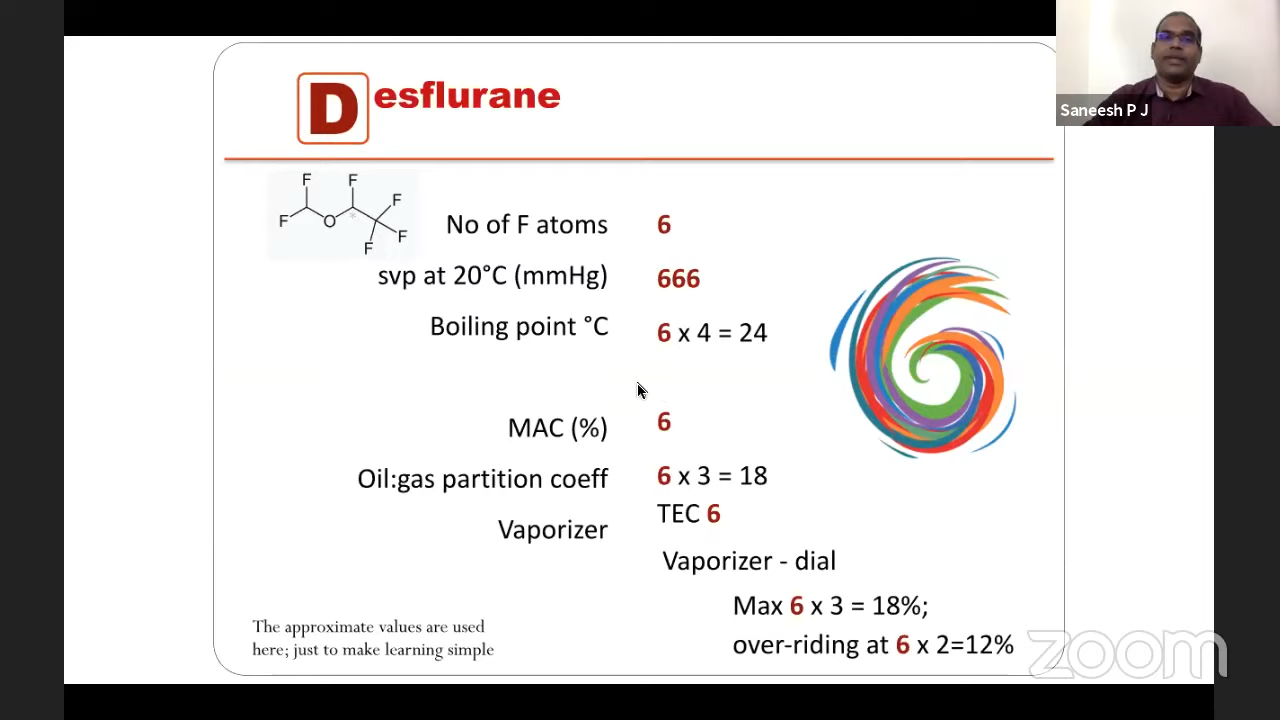 Desflurane
Saneesh P J
F
F
F
F
O
*
F
F
No of F atoms 6
svp at 20°C (mmHg) 666
Boiling point °C 6 x 4 = 24
MAC (%) 6
Oil:gas partition coeff 6 x 3 = 18
Vaporizer TEC 6
Vaporizer - dial
Max 6 x 3 = 18%;
over-riding at 6 x 2=12%
The approximate values are used
here; just to make learning simple
zoom